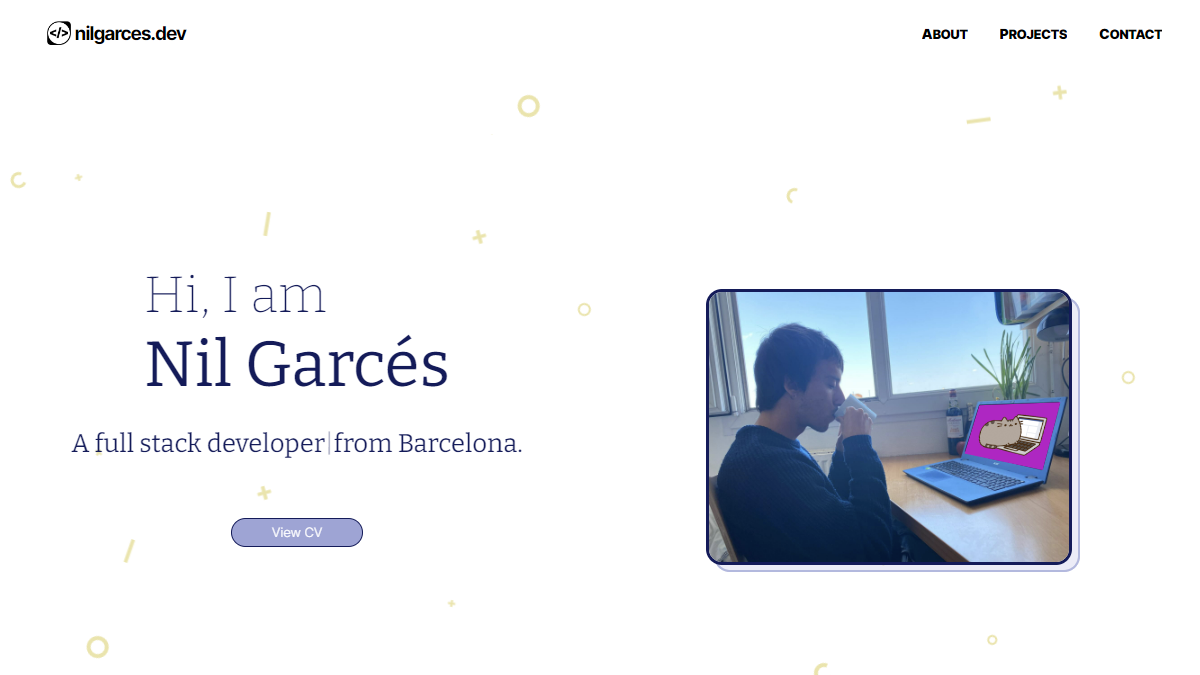 </> nilgarces.dev
ABOUT PROJECTS CONTACT
Hi, I am
Nil Garcés
A full stack developer|from Barcelona.
View CV